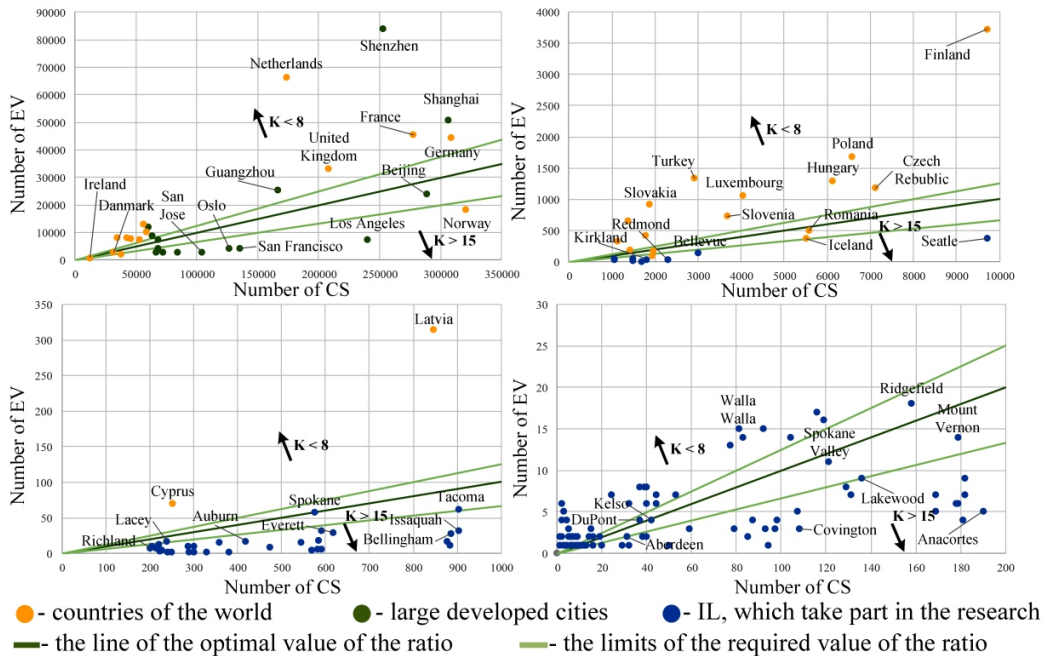 90000
80000
70000
60000
50000
40000
30000
20000
10000
0
Number of EV
Shenzhen
Netherlands
Shanghai
K < 8
France
United
Kingdom
Germany
Guangzhou
Beijing
Ireland
Danmark
San
Jose
Oslo
Los Angeles
Norway
San Francisco
K > 15
0 50000 100000 150000 200000 250000 300000 350000
Number of CS
4000
3500
3000
2500
2000
1500
1000
500
0
Number of EV
Finland
K < 8
Poland
Turkey
Hungary
Czech
Republic
Luxembourg
Slovakia
Slovenia
Romania
Redmond
Kirkland
Bellevue
Iceland
K > 15
Seatle
0 1000 2000 3000 4000 5000 6000 7000 8000 9000 10000
Number of CS
350
300
250
200
150
100
50
0
Number of EV
Latvia
K < 8
Cyprus
Spokane
Tacoma
Lacey
Auburn
Everett
K > 15
Issaquah
Richland
Bellingham
0 100 200 300 400 500 600 700 800 900 1000
Number of CS
30
25
20
15
10
5
0
Number of EV
Ridgefield
Walla
Walla
Mount
Vernon
K < 8
Spokane
Valley
Kelso
Lakewood
DuPont
K > 15
Covington
Aberdeen
Anacortes
0 20 40 60 80 100 120 140 160 180 200
Number of CS
- countries of the world - large developed cities - IL, which take part in the research
- the line of the optimal value of the ratio - the limits of the required value of the ratio